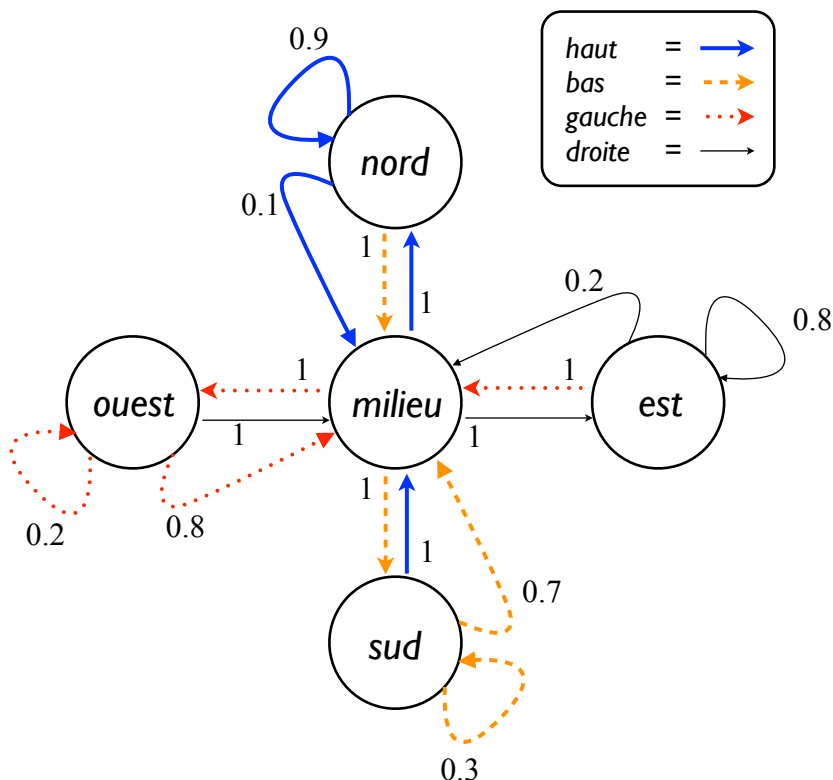 0.9
haut =
bas =
gauche =
droite =
nord
0.1
1
1
0.2
0.8
1
1
ouest
milieu
est
1
1
0.2
0.8
1
1
0.7
sud
0.3